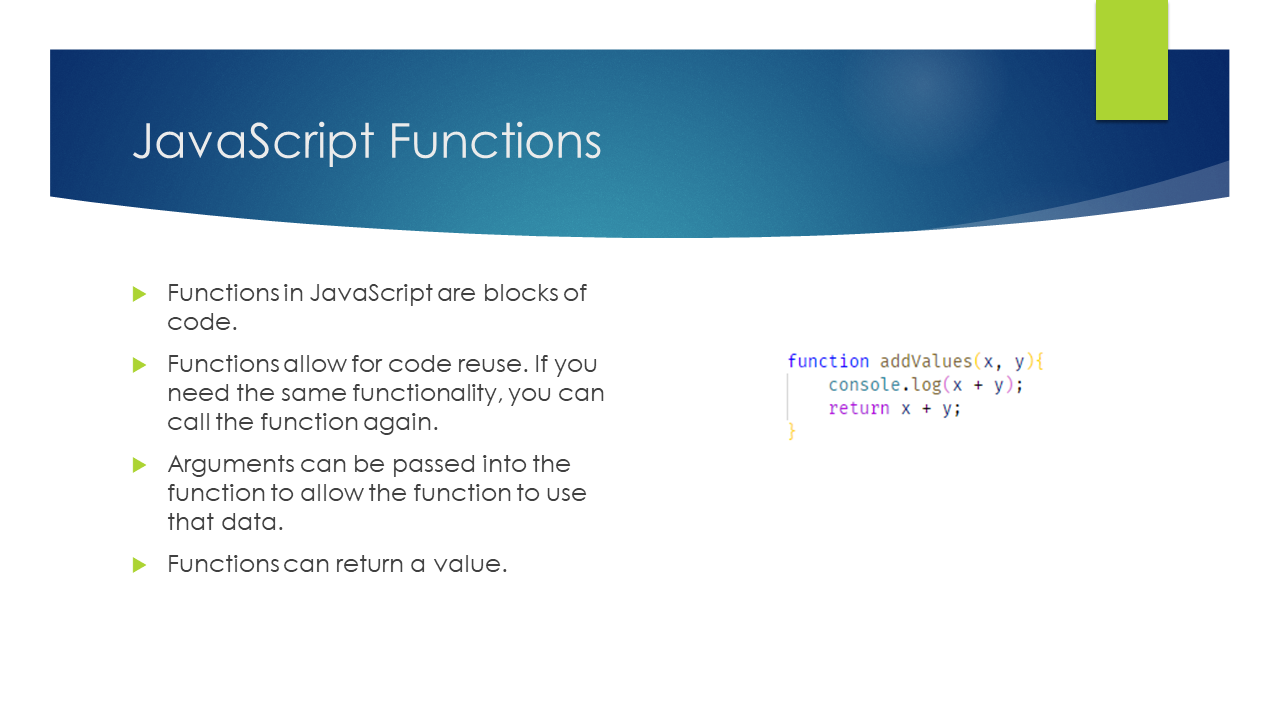 JavaScript Functions
Functions in JavaScript are blocks of
code.
Functions allow for code reuse. If you
need the same functionality, you can
call the function again.
Arguments can be passed into the
function to allow the function to use
that data.
Functions can return a value.
function addValues(x, y){
    console.log(x + y);
    return x + y;
}